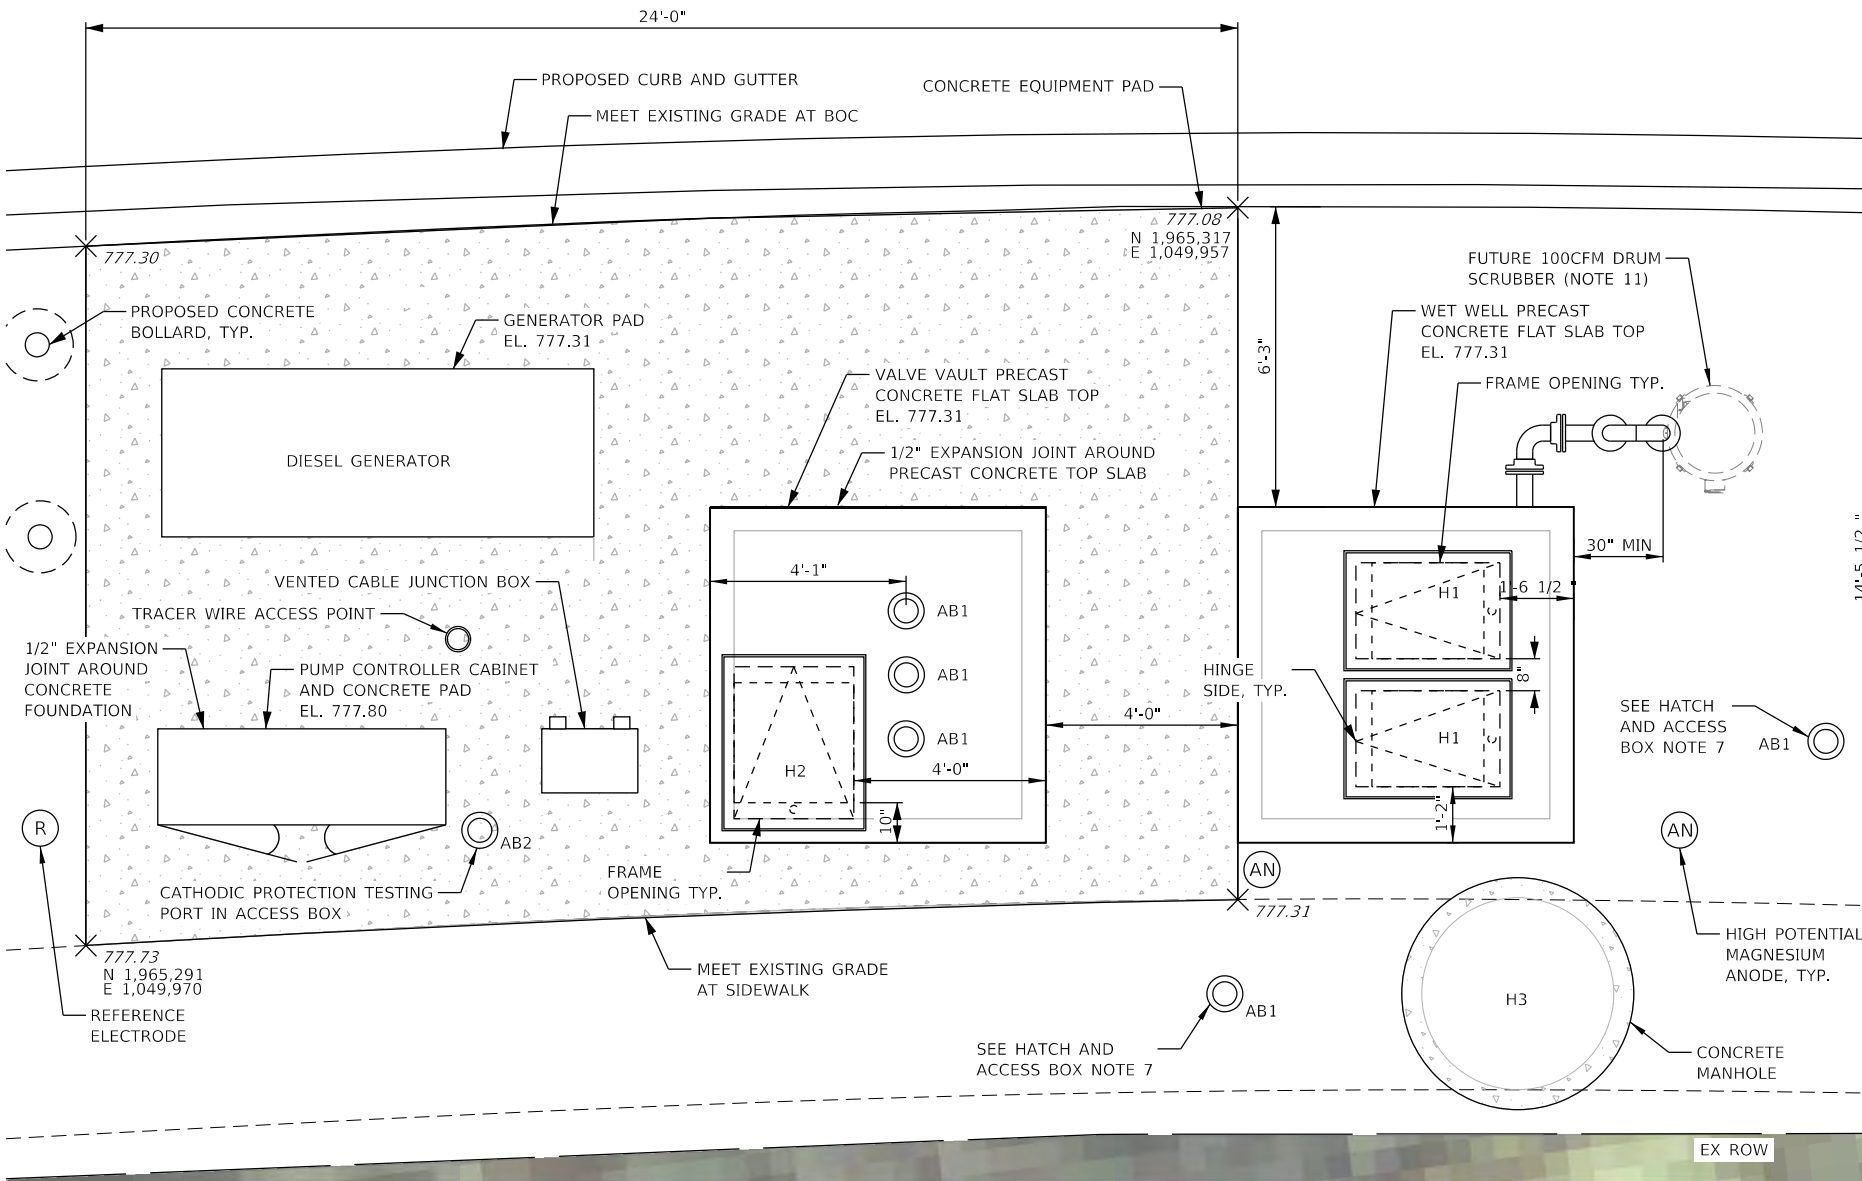 24'-0"
PROPOSED CURB AND GUTTER
CONCRETE EQUIPMENT PAD
MEET EXISTING GRADE AT BOC
777.08
N 1,965,317
E 1,049,957
777.30
FUTURE 100CFM DRUM
SCRUBBER (NOTE 11)
PROPOSED CONCRETE
BOLLARD, TYP.
GENERATOR PAD
EL. 777.31
WET WELL PRECAST
CONCRETE FLAT SLAB TOP
EL. 777.31
6'-3"
VALVE VAULT PRECAST
CONCRETE FLAT SLAB TOP
EL. 777.31
FRAME OPENING TYP.
DIESEL GENERATOR
1/2" EXPANSION JOINT AROUND
PRECAST CONCRETE TOP SLAB
30" MIN
14'-5 1/2"
4'-1"
VENTED CABLE JUNCTION BOX
H1
1'-6 1/2"
TRACER WIRE ACCESS POINT
AB1
1/2" EXPANSION
JOINT AROUND
CONCRETE
FOUNDATION
PUMP CONTROLLER CABINET
AND CONCRETE PAD
EL. 777.80
AB1
HINGE
SIDE, TYP.
8"
4'-0"
SEE HATCH
AND ACCESS
BOX NOTE 7
AB1
AB1
H1
H2
4'-0"
10"
1'-2"
R
AB2
AN
AN
CATHODIC PROTECTION TESTING
PORT IN ACCESS BOX
FRAME
OPENING TYP.
777.31
777.73
N 1,965,291
E 1,049,970
MEET EXISTING GRADE
AT SIDEWALK
HIGH POTENTIAL
MAGNESIUM
ANODE, TYP.
REFERENCE
ELECTRODE
AB1
H3
SEE HATCH AND
ACCESS BOX NOTE 7
CONCRETE
MANHOLE
EX ROW